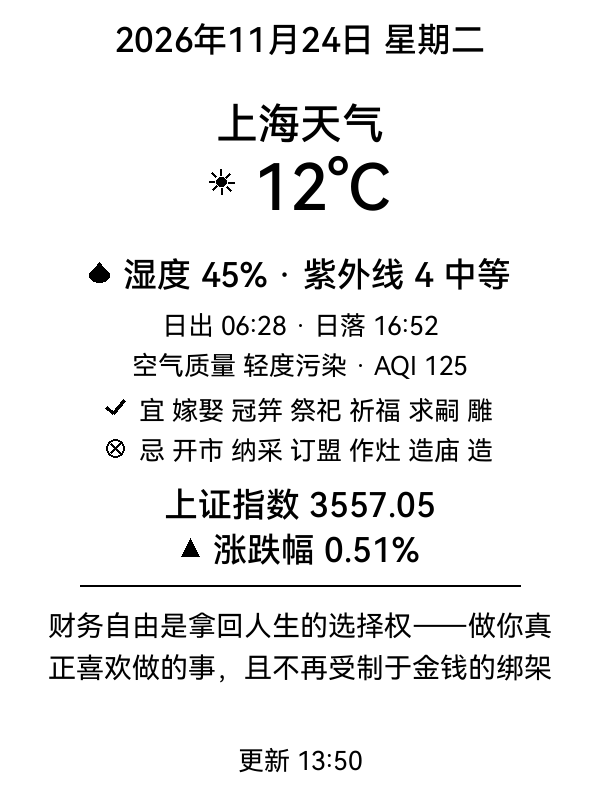 2026年11月24日 星期二
上海天气
12°C
湿度 45% · 紫外线 4 中等
日出 06:28 · 日落 16:52
空气质量 轻度污染 · AQI 125
宜 嫁娶 冠笄 祭祀 祈福 求嗣 雕
忌 开市 纳采 订盟 作灶 造庙 造
上证指数 3557.05
▲ 涨跌幅 0.51%
财务自由是拿回人生的选择权——做你真
正喜欢做的事，且不再受制于金钱的绑架
更新 13:50